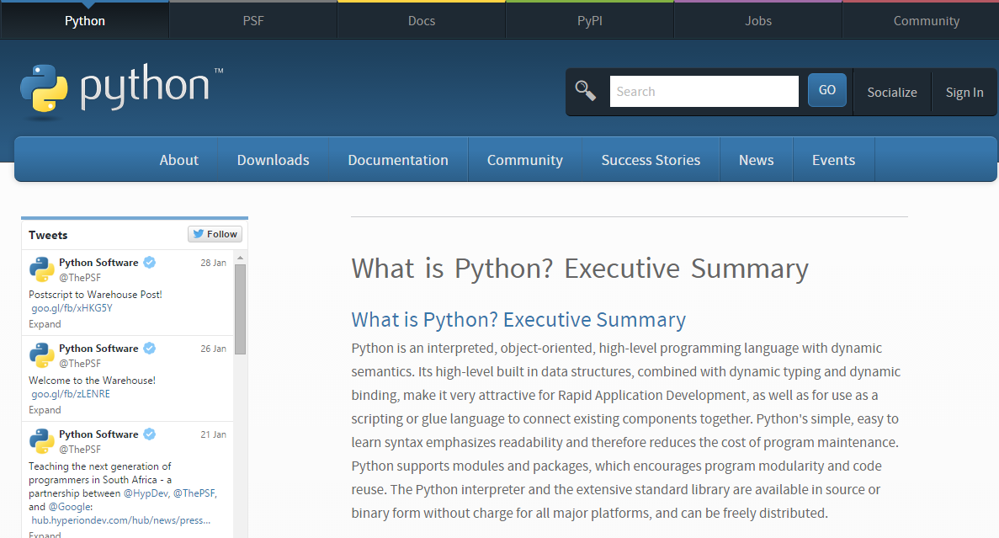 Python PSF Docs PyPI Jobs Community
python™
Search GO Socialize Sign In
About Downloads Documentation Community Success Stories News Events
Tweets Follow
Python Software 28 Jan
@ThePSF
Postscript to Warehouse Post!
goo.gl/fb/xHKG5Y
Expand
Python Software 26 Jan
@ThePSF
Welcome to the Warehouse!
goo.gl/fb/zLENRE
Expand
Python Software 21 Jan
@ThePSF
Teaching the next generation of
programmers in South Africa - a
partnership between @HypDev, @ThePSF,
and @Google:
hub.hyperiondev.com/hub/news/press...
Expand
What is Python? Executive Summary
What is Python? Executive Summary
Python is an interpreted, object-oriented, high-level programming language with dynamic
semantics. Its high-level built in data structures, combined with dynamic typing and dynamic
binding, make it very attractive for Rapid Application Development, as well as for use as a
scripting or glue language to connect existing components together. Python's simple, easy to
learn syntax emphasizes readability and therefore reduces the cost of program maintenance.
Python supports modules and packages, which encourages program modularity and code
reuse. The Python interpreter and the extensive standard library are available in source or
binary form without charge for all major platforms, and can be freely distributed.